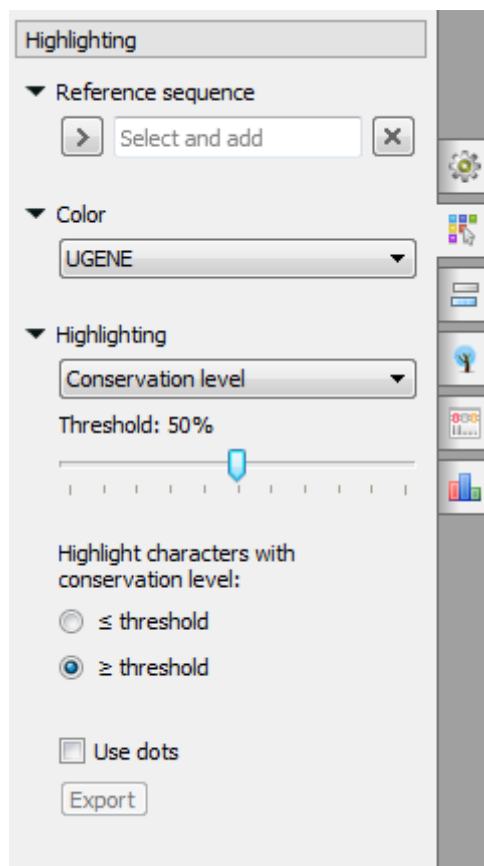 Highlighting
Reference sequence
Select and add
Color
UGENE
Highlighting
Conservation level
Threshold: 50%
Highlight characters with
conservation level:
≤ threshold
≥ threshold
Use dots
Export